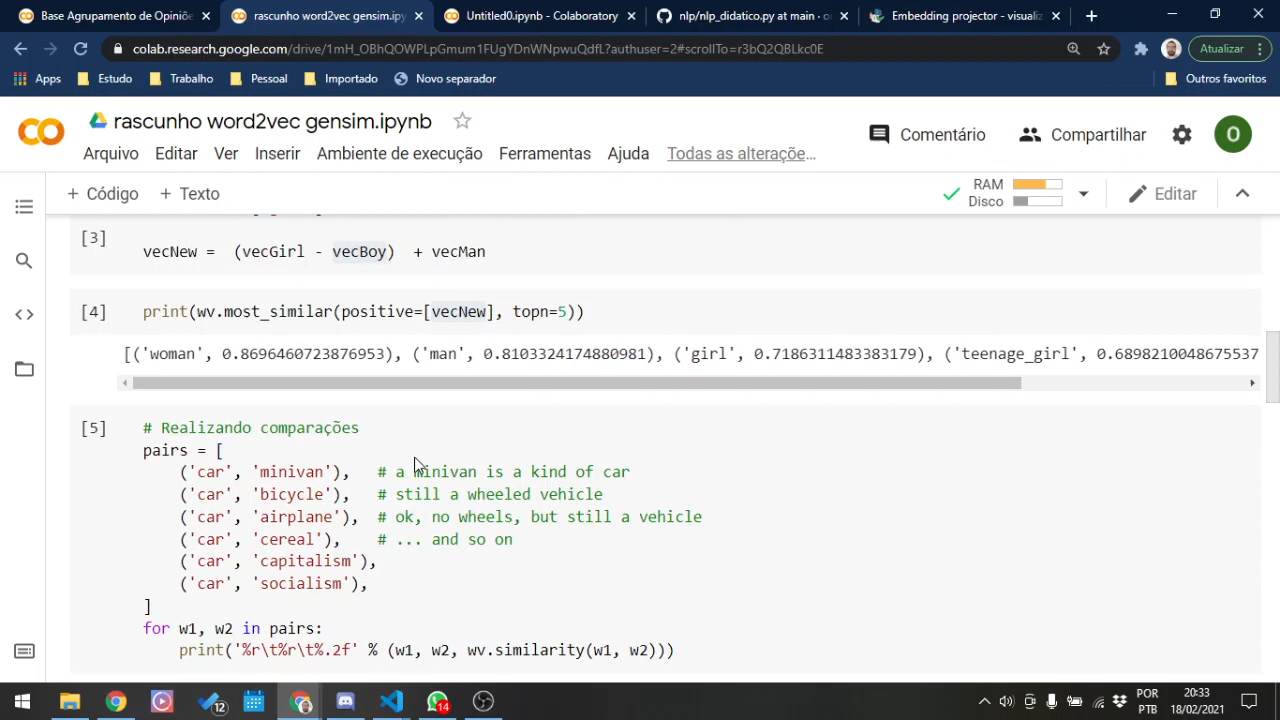 Base Agrupamento de Opiniõe
rascunho word2vec gensim.ipyn
Untitled0.ipynb - Colaboratory
nlp/nlp_didatico.py at main · o
Embedding projector - visualiz
colab.research.google.com/drive/1mH_OBhQOWPLpGmum1FUgYDnWNpwuQdfL?authuser=2#scrollTo=r3bQ2QBLkc0E
Atualizar
Apps
Estudo
Trabalho
Pessoal
Importado
Novo separador
Outros favoritos
rascunho word2vec gensim.ipynb
Comentário
Compartilhar
O
Arquivo Editar Ver Inserir Ambiente de execução Ferramentas Ajuda Todas as alteraçõe...
+ Código + Texto
RAM
Disco
Editar
[3]
vecNew = (vecGirl - vecBoy) + vecMan
[4] print(wv.most_similar(positive=[vecNew], topn=5))
[('woman', 0.8696460723876953), ('man', 0.8103324174880981), ('girl', 0.7186311483383179), ('teenage_girl', 0.6898210048675537
[5] # Realizando comparações
pairs = [
('car', 'minivan'), # a minivan is a kind of car
('car', 'bicycle'), # still a wheeled vehicle
('car', 'airplane'), # ok, no wheels, but still a vehicle
('car', 'cereal'), # ... and so on
('car', 'capitalism'),
('car', 'socialism'),
]
for w1, w2 in pairs:
print('%r\t%r\t%.2f' % (w1, w2, wv.similarity(w1, w2)))
12
14
POR
PTB
20:33
18/02/2021